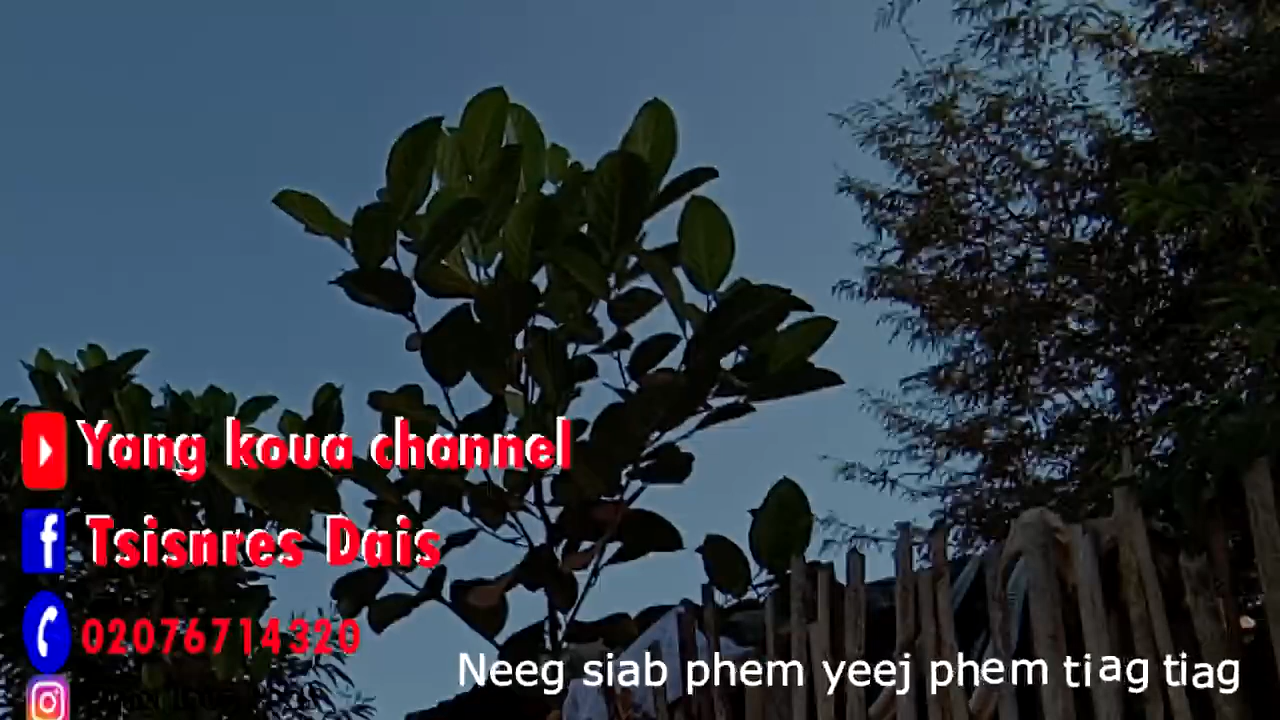 Yang koua channel
Tsisnres Dais
02076714320
Neeg siab phem yeej phem tiag tiag